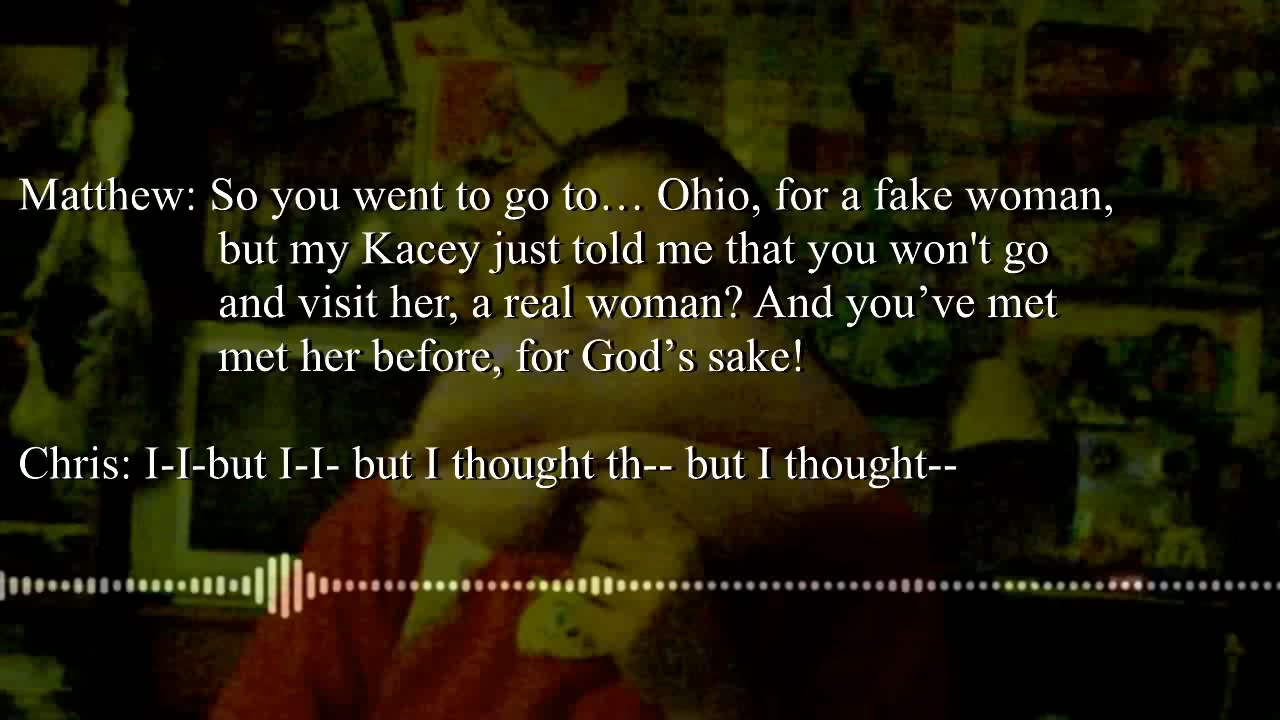 Matthew: So you went to go to… Ohio, for a fake woman,
but my Kacey just told me that you won't go
and visit her, a real woman? And you’ve met
met her before, for God’s sake!
Chris: I-I-but I-I- but I thought th-- but I thought--